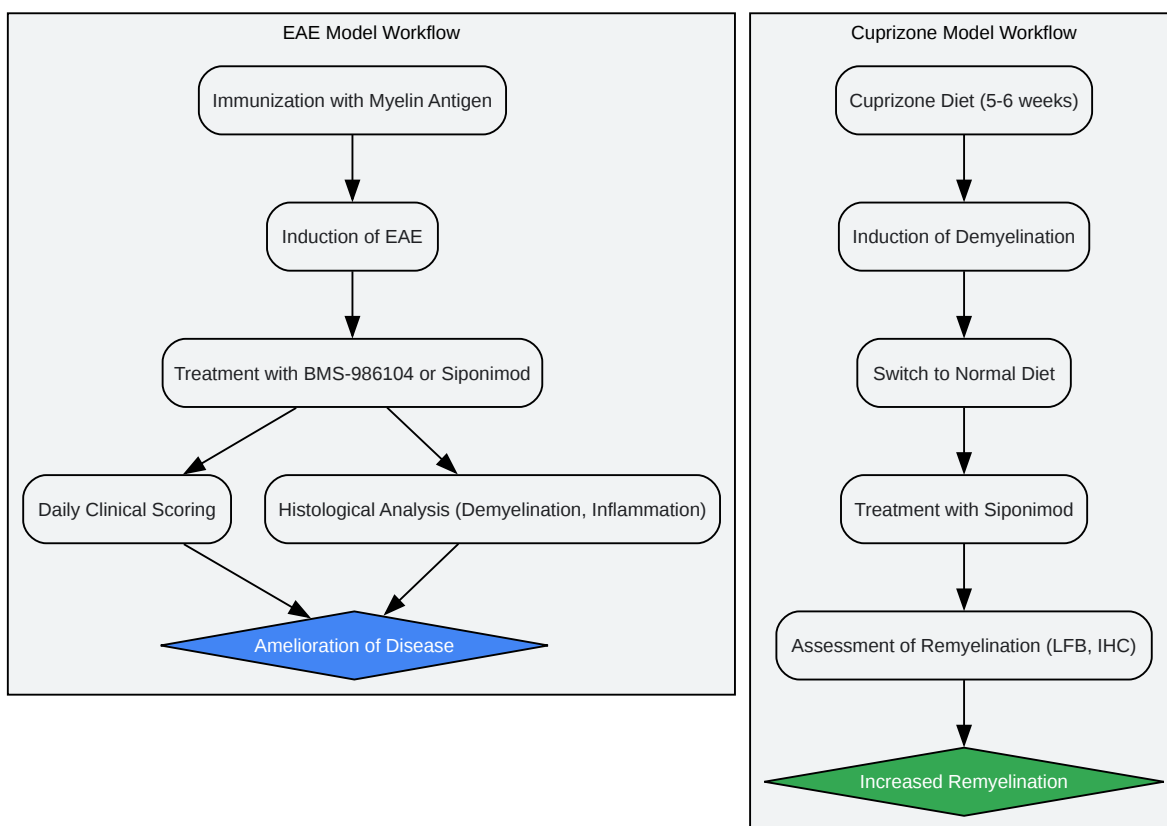 EAE Model Workflow
Immunization with Myelin Antigen
Induction of EAE
Treatment with BMS-986104 or Siponimod
Daily Clinical Scoring
Histological Analysis (Demyelination, Inflammation)
Amelioration of Disease
Cuprizone Model Workflow
Cuprizone Diet (5-6 weeks)
Induction of Demyelination
Switch to Normal Diet
Treatment with Siponimod
Assessment of Remyelination (LFB, IHC)
Increased Remyelination